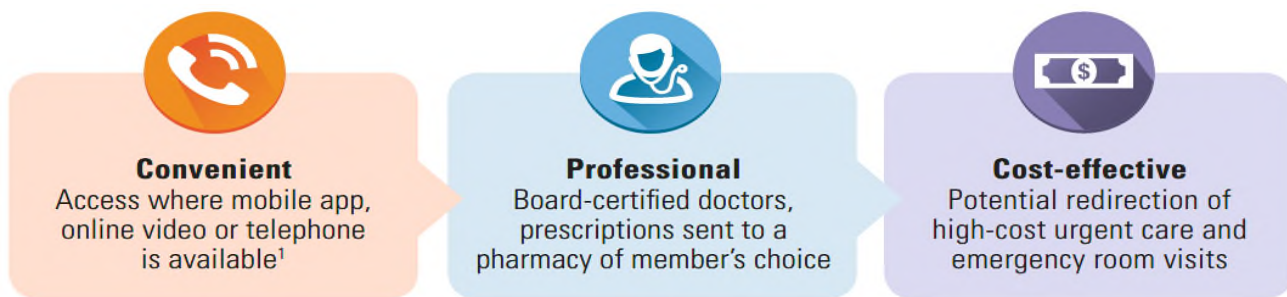 Convenient
Access where mobile app,
online video or telephone
is available¹
Professional
Board-certified doctors,
prescriptions sent to a
pharmacy of member's choice
$
Cost-effective
Potential redirection of
high-cost urgent care and
emergency room visits